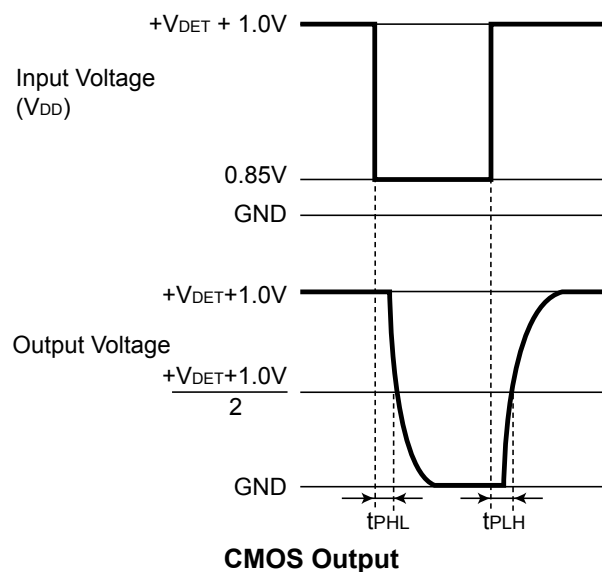 +VDET + 1.0V
Input Voltage
(VDD)
0.85V
GND
+VDET+1.0V
Output Voltage
+VDET+1.0V
2
GND
tPHL
tPLH
CMOS Output